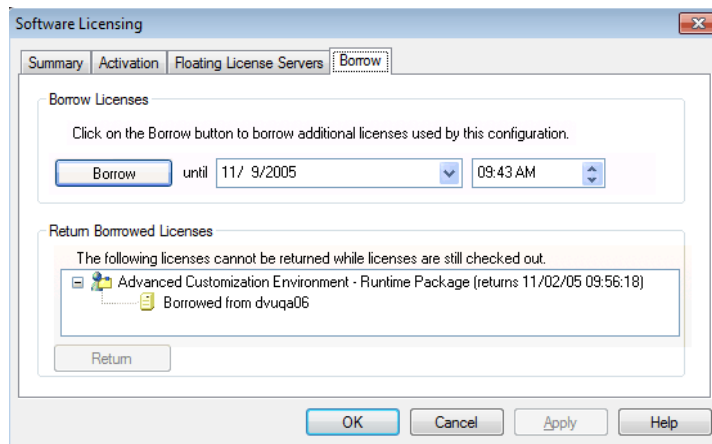 Software Licensing
Summary Activation Floating License Servers Borrow
Borrow Licenses
Click on the Borrow button to borrow additional licenses used by this configuration.
Borrow until 11/ 9/2005 09:43 AM
Return Borrowed Licenses
The following licenses cannot be returned while licenses are still checked out.
Advanced Customization Environment - Runtime Package (returns 11/02/05 09:56:18)
Borrowed from dvuqa06
Return
OK Cancel Apply Help